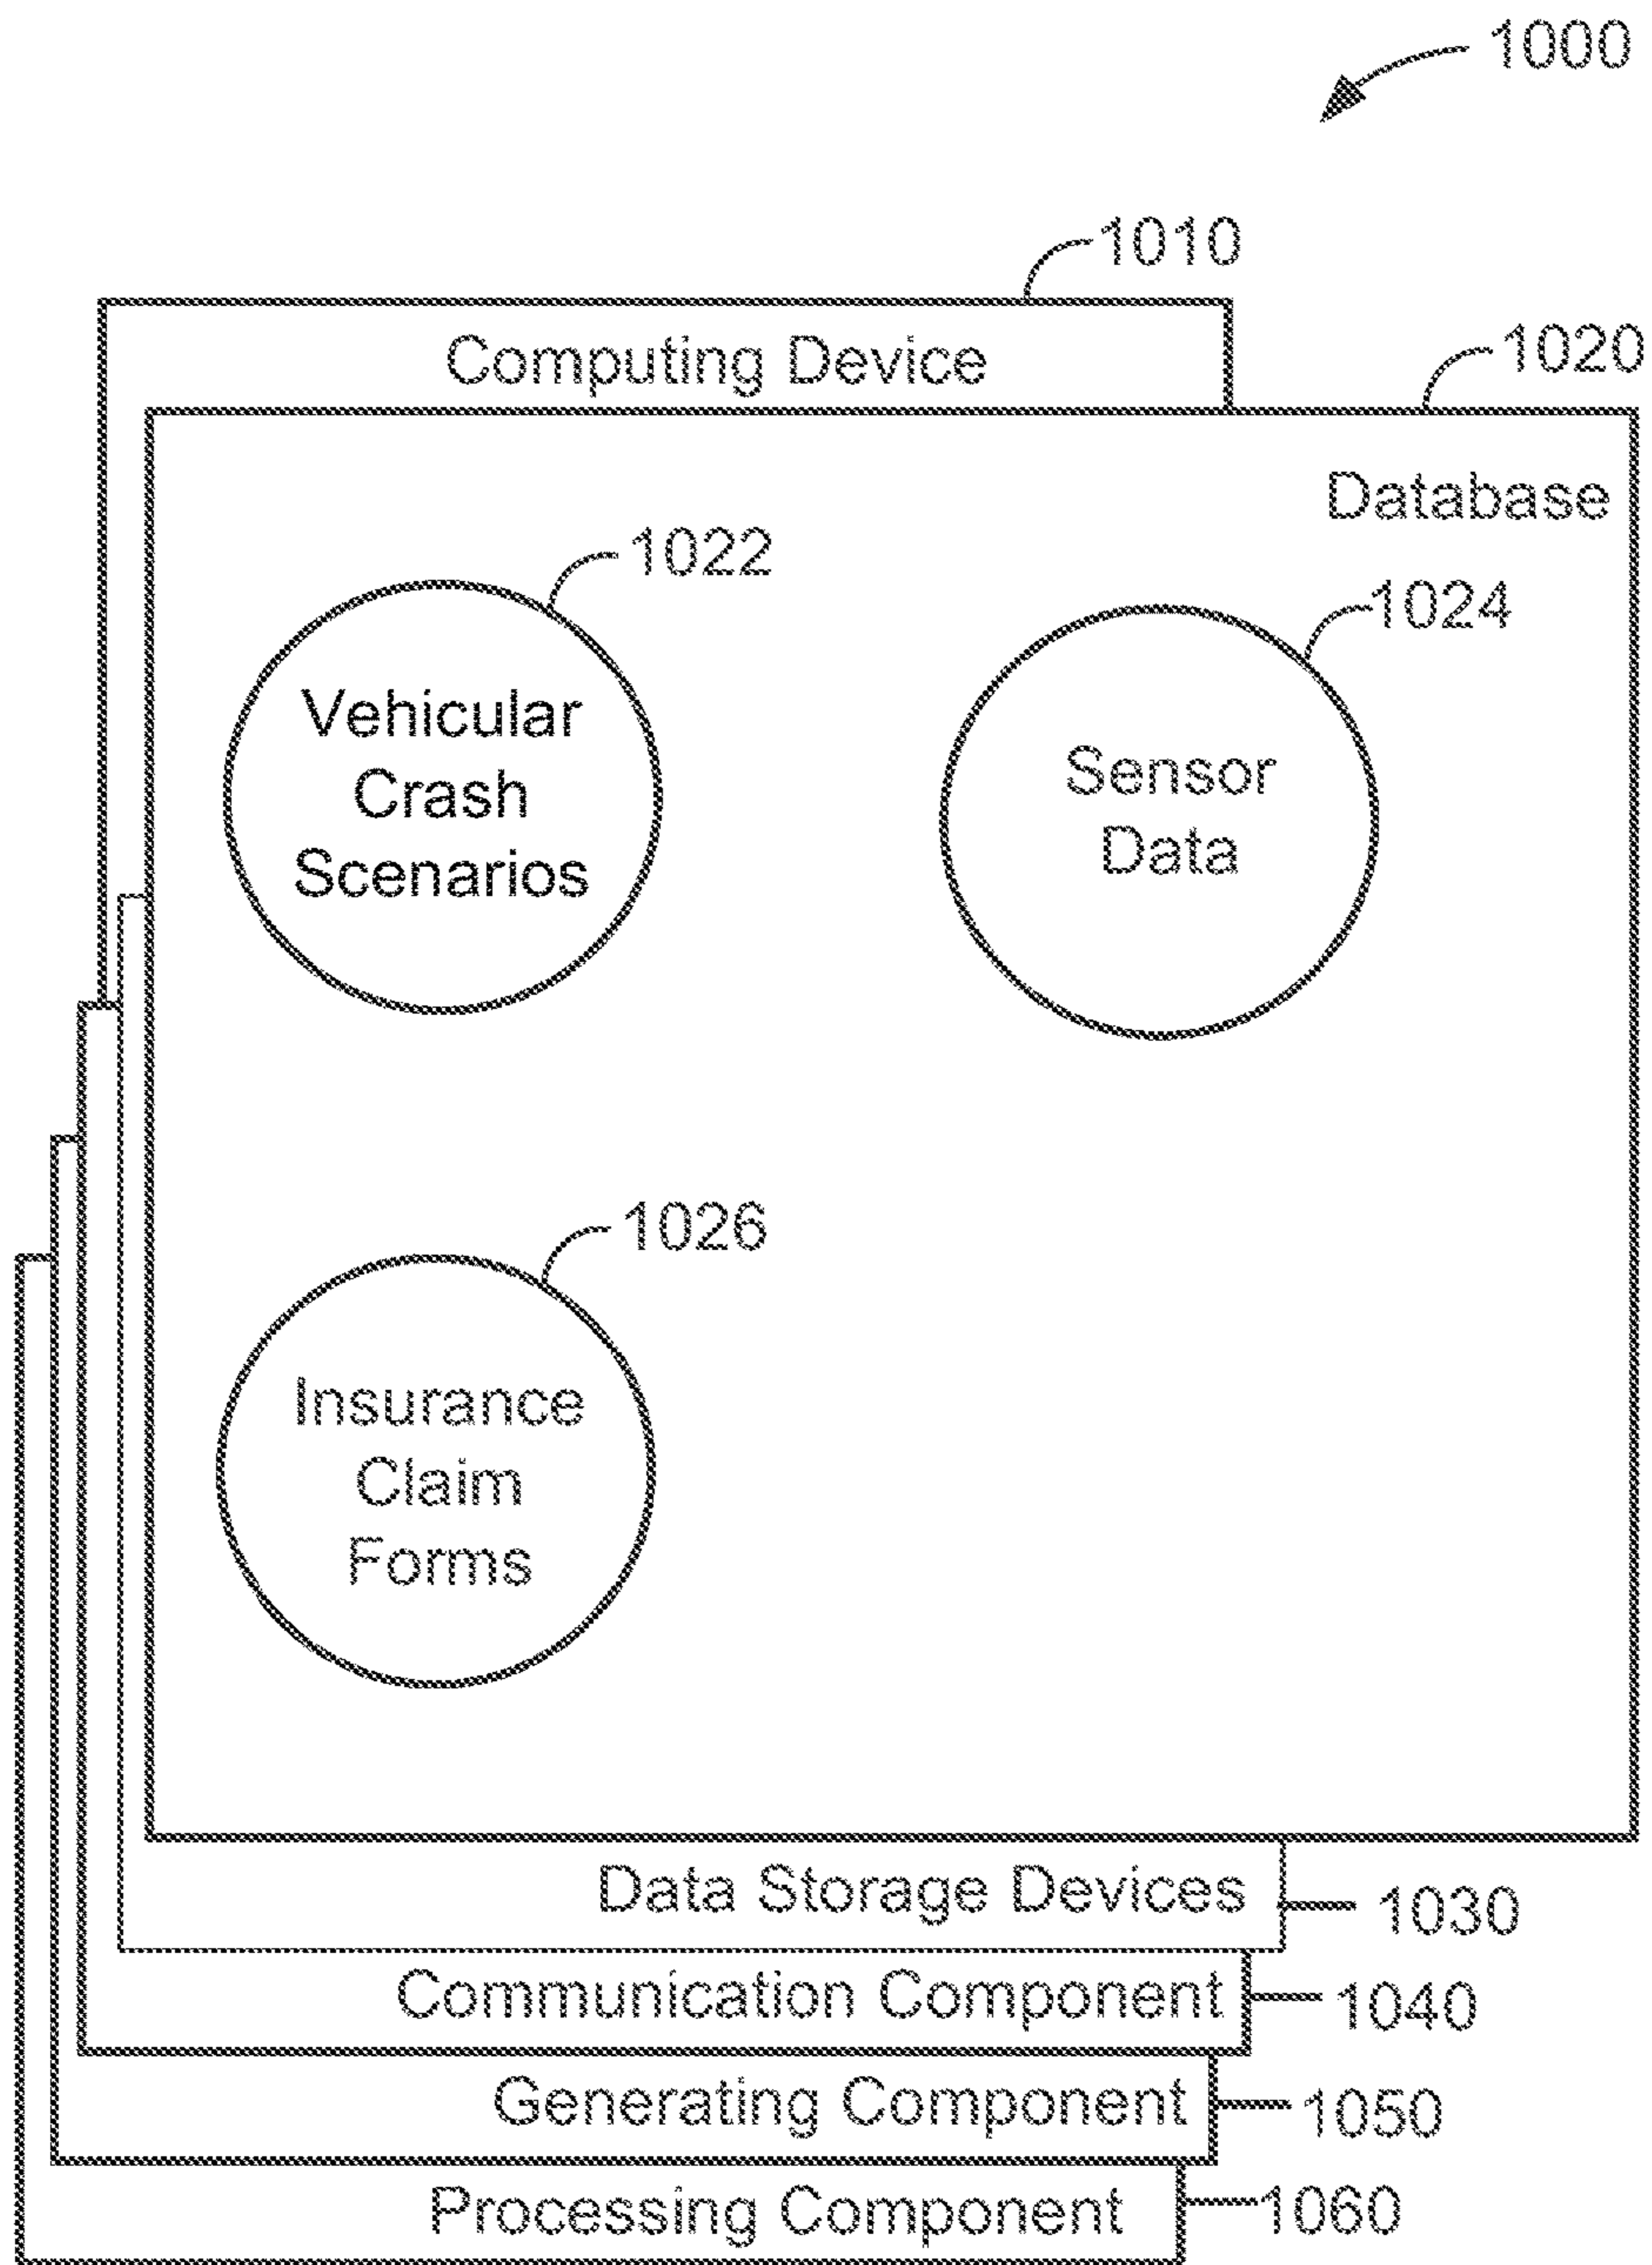 1000
1010
Computing Device
1020
Database
1022
1024
Vehicular
Crash
Scenarios
Sensor
Data
1026
Insurance
Claim
Forms
Data Storage Devices
1030
Communication Component
1040
Generating Component
1050
Processing Component
1060